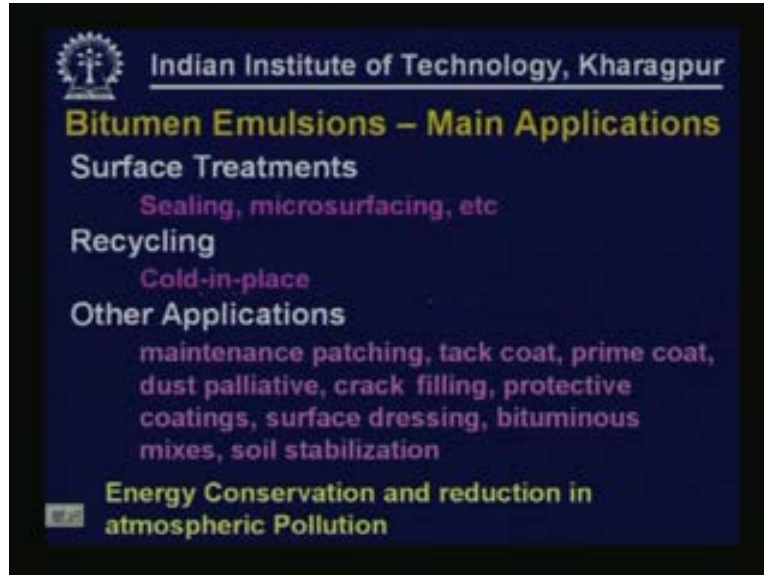 Indian Institute of Technology, Kharagpur
Bitumen Emulsions – Main Applications
Surface Treatments
Sealing, microsurfacing, etc
Recycling
Cold-in-place
Other Applications
maintenance patching, tack coat, prime coat,
dust palliative, crack filling, protective
coatings, surface dressing, bituminous
mixes, soil stabilization
Energy Conservation and reduction in
atmospheric Pollution